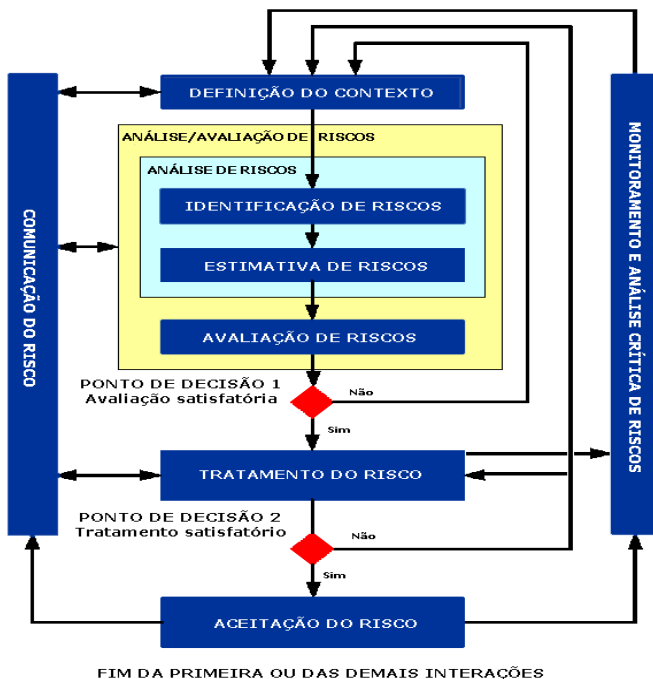 DEFINIÇÃO DO CONTEXTO
ANÁLISE/AVALIAÇÃO DE RISCOS
ANÁLISE DE RISCOS
IDENTIFICAÇÃO DE RISCOS
ESTIMATIVA DE RISCOS
AVALIAÇÃO DE RISCOS
PONTO DE DECISÃO 1
Avaliação satisfatória
Não
Sim
TRATAMENTO DO RISCO
PONTO DE DECISÃO 2
Tratamento satisfatório
Não
Sim
ACEITAÇÃO DO RISCO
COMUNICAÇÃO DO RISCO
MONITORAMENTO E ANÁLISE CRÍTICA DE RISCOS
FIM DA PRIMEIRA OU DAS DEMAIS INTERAÇÕES